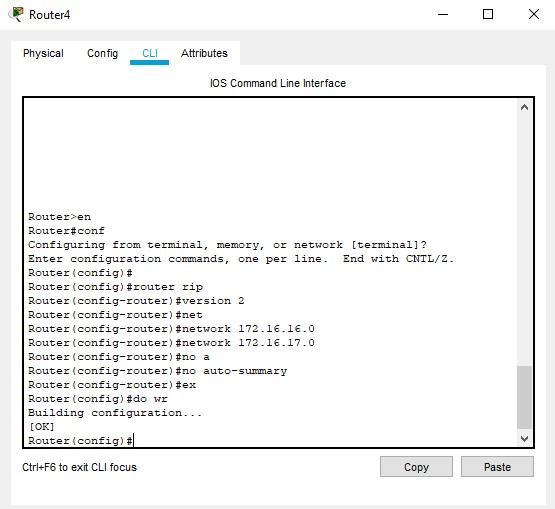 Router4
Physical Config CLI Attributes
IOS Command Line Interface
Router>en
Router#conf
Configuring from terminal, memory, or network [terminal]?
Enter configuration commands, one per line.  End with CNTL/Z.
Router(config)#
Router(config)#router rip
Router(config-router)#version 2
Router(config-router)#net
Router(config-router)#network 172.16.16.0
Router(config-router)#network 172.16.17.0
Router(config-router)#no a
Router(config-router)#no auto-summary
Router(config-router)#ex
Router(config)#do wr
Building configuration...
[OK]
Router(config)#
Ctrl+F6 to exit CLI focus Copy Paste